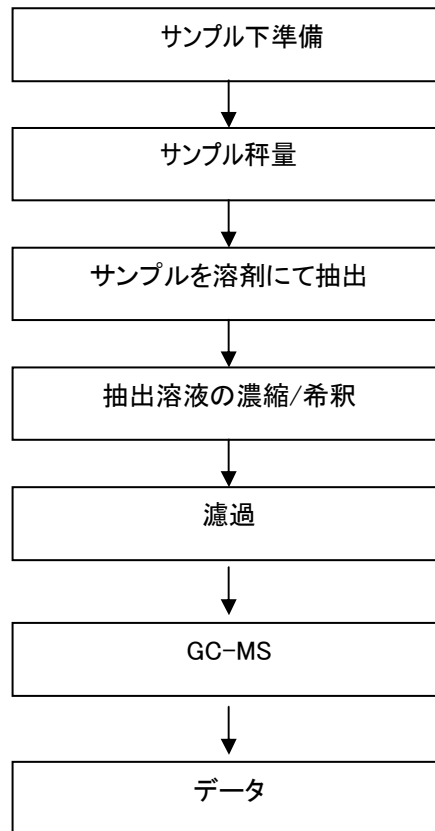 サンプル下準備
サンプル秤量
サンプルを溶剤にて抽出
抽出溶液の濃縮/希釈
濾過
GC-MS
データ